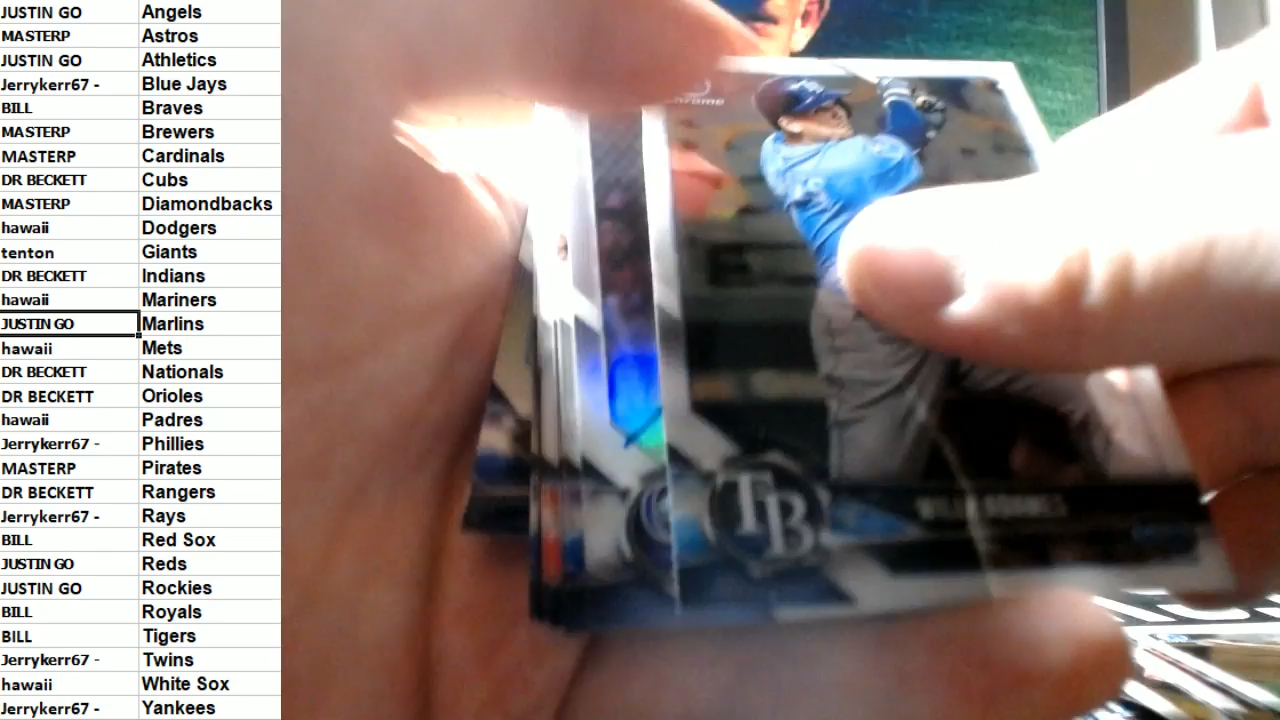 JUSTIN GO Angels
MASTERP Astros
JUSTIN GO Athletics
Jerrykerr67 - Blue Jays
BILL Braves
MASTERP Brewers
MASTERP Cardinals
DR BECKETT Cubs
MASTERP Diamondbacks
hawaii Dodgers
tenton Giants
DR BECKETT Indians
hawaii Mariners
JUSTIN GO Marlins
hawaii Mets
DR BECKETT Nationals
DR BECKETT Orioles
hawaii Padres
Jerrykerr67 - Phillies
MASTERP Pirates
DR BECKETT Rangers
Jerrykerr67 - Rays
BILL Red Sox
JUSTIN GO Reds
JUSTIN GO Rockies
BILL Royals
BILL Tigers
Jerrykerr67 - Twins
hawaii White Sox
Jerrykerr67 - Yankees
chrome
TB
WILLY ADAMES